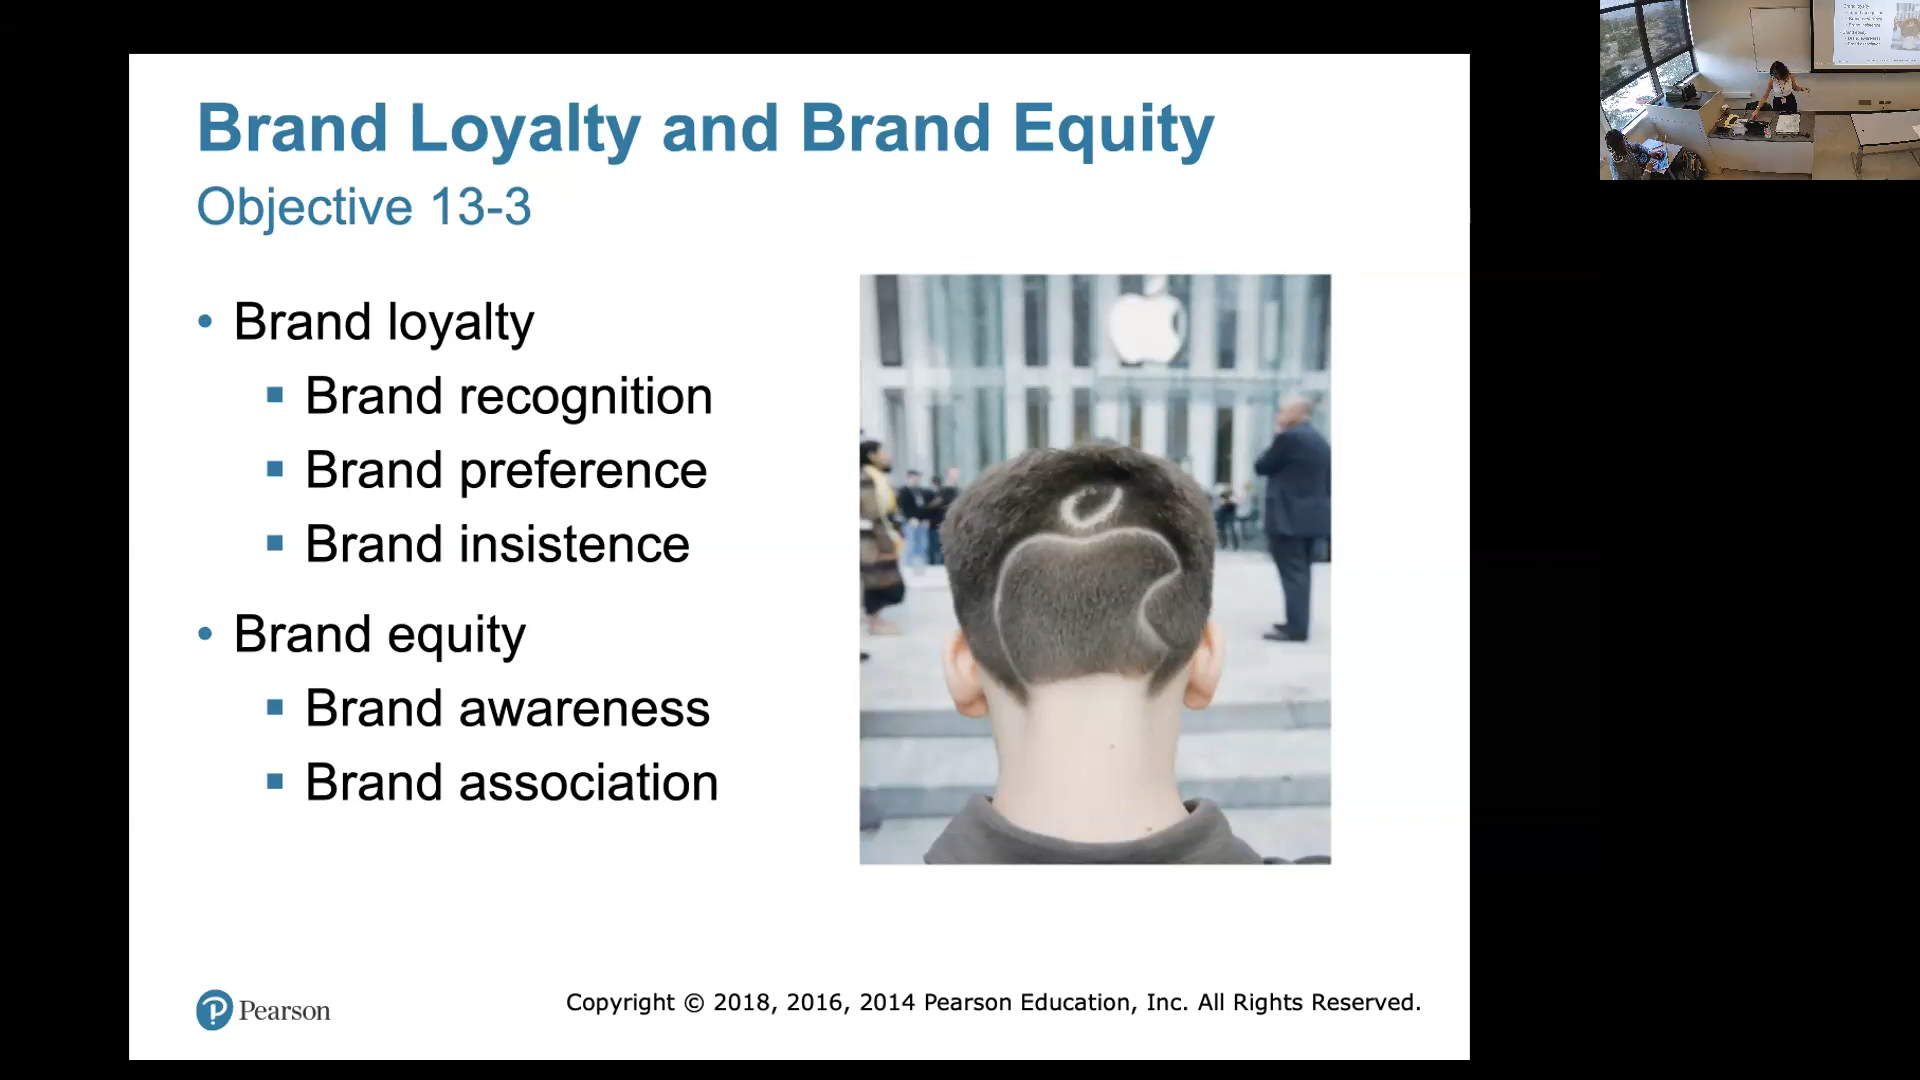 Brand Loyalty and Brand Equity
Objective 13-3
• Brand loyalty
▪ Brand recognition
▪ Brand preference
▪ Brand insistence
• Brand equity
▪ Brand awareness
▪ Brand association
Pearson
Copyright © 2018, 2016, 2014 Pearson Education, Inc. All Rights Reserved.